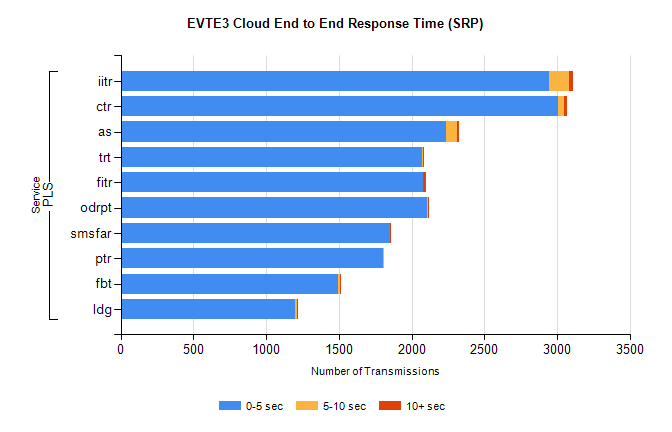 EVTE3 Cloud End to End Response Time (SRP)
iitr
ctr
as
trt
fitr
odrpt
smsfar
ptr
fbt
ldg
Service
PLS
0 500 1000 1500 2000 2500 3000 3500
Number of Transmissions
0-5 sec 5-10 sec 10+ sec